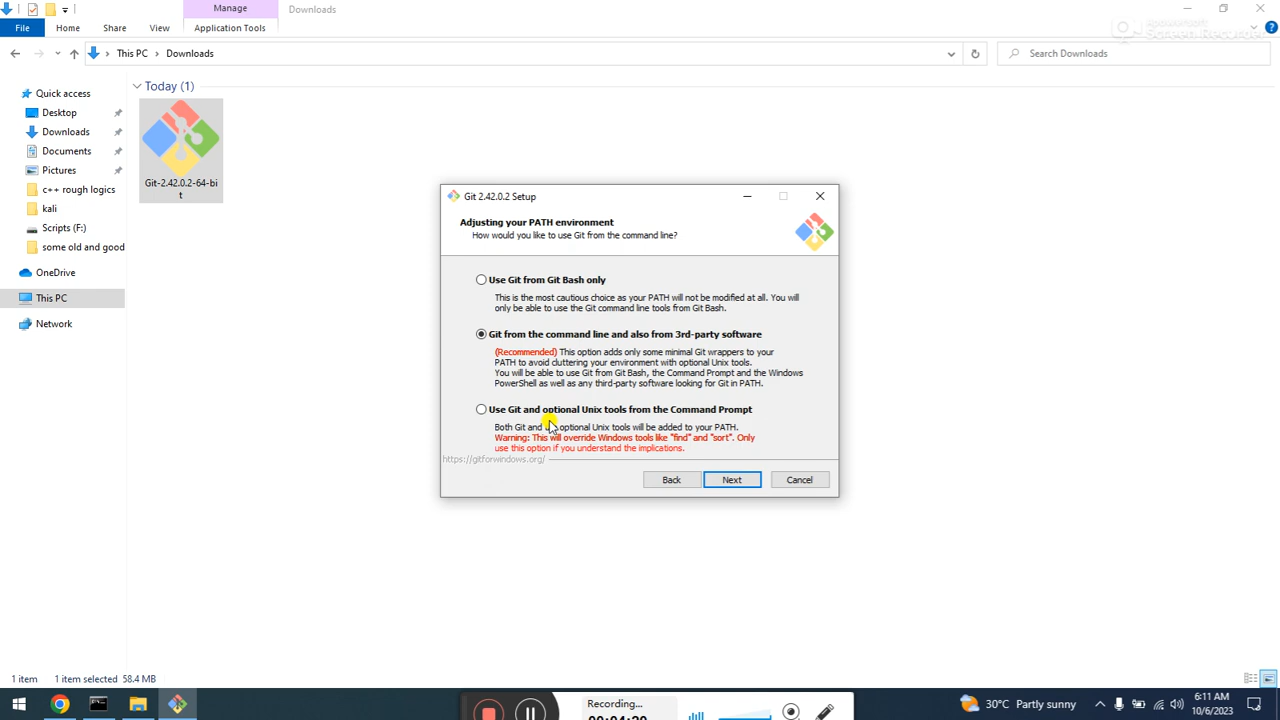 Manage
Downloads
File
Home
Share
View
Application Tools
apowersoft
Screen Recorder
This PC
Downloads
Search Downloads
Today (1)
Quick access
Desktop
Downloads
Documents
Pictures
c++ rough logics
kali
Scripts (F:)
some old and good
OneDrive
This PC
Network
Git-2.42.0.2-64-bi
t
Git 2.42.0.2 Setup
Adjusting your PATH environment
How would you like to use Git from the command line?
Use Git from Git Bash only
This is the most cautious choice as your PATH will not be modified at all. You will
only be able to use the Git command line tools from Git Bash.
Git from the command line and also from 3rd-party software
(Recommended) This option adds only some minimal Git wrappers to your
PATH to avoid cluttering your environment with optional Unix tools.
You will be able to use Git from Git Bash, the Command Prompt and the Windows
PowerShell as well as any third-party software looking for Git in PATH.
Use Git and optional Unix tools from the Command Prompt
Both Git and optional Unix tools will be added to your PATH.
Warning: This will override Windows tools like "find" and "sort". Only
use this option if you understand the implications.
https://gitforwindows.org/
Back
Next
Cancel
1 item
1 item selected 58.4 MB
Recording...
30°C Partly sunny
6:11 AM
10/6/2023